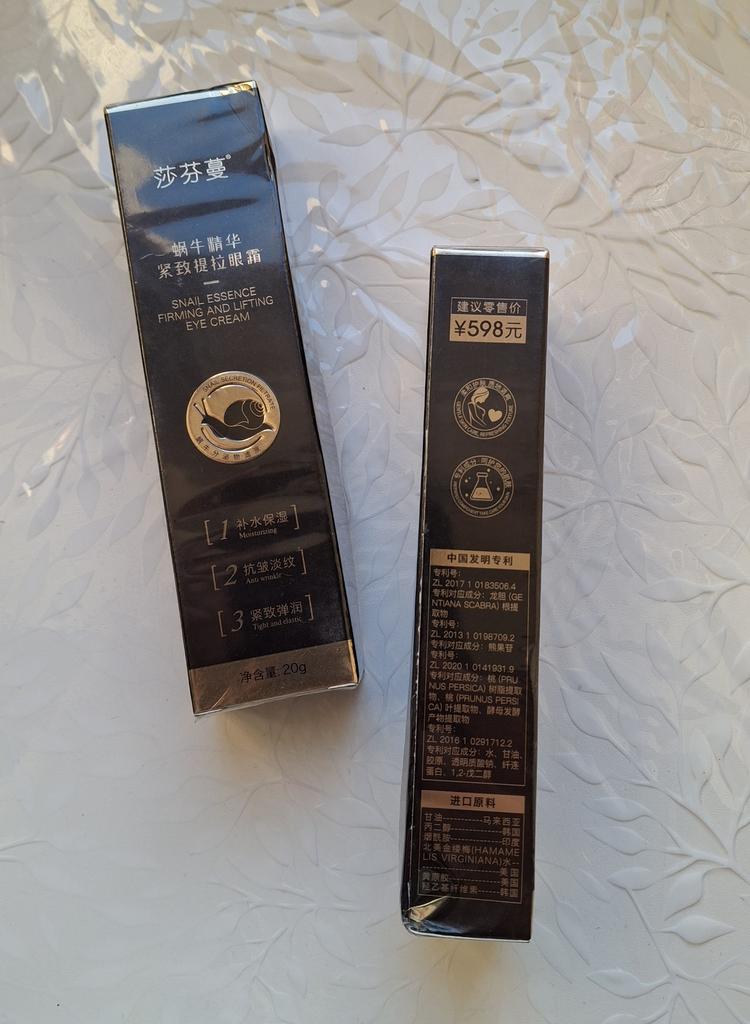 莎芬蔓®
蜗牛精华
紧致提拉眼霜
SNAIL ESSENCE
FIRMING AND LIFTING
EYE CREAM
SNAIL SECRETION FILTRATE
蜗牛分泌物滤液
[1 补水保湿]
Moisturizing
[2 抗皱淡纹]
Anti wrinkle
[3 紧致弹润]
Tight and elastic
净含量: 20g
建议零售价
¥598元
中国发明专利
专利号:
ZL 2017 1 0183506.4
专利对应成分: 龙胆 (GE
NTIANA SCABRA) 根提
取物
专利号:
ZL 2013 1 0198709.2
专利对应成分: 熊果苷
专利号:
ZL 2020 1 0141931.9
专利对应成分: 桃 (PRU
NUS PERSICA) 树脂提取
物、桃 (PRUNUS PERSI
CA) 叶提取物、酵母发酵
产物提取物
专利号:
ZL 2016 1 0291712.2
专利对应成分: 水、甘油、
胶原、透明质酸钠、纤连
蛋白、1,2-戊二醇
进口原料
甘油-----------马来西亚
丙二醇--------------韩国
烟酰胺--------------印度
北美金缕梅(HAMAME
LIS VIRGINIANA)水--
--------------------美国
黄原胶--------------美国
羟乙基纤维素------韩国